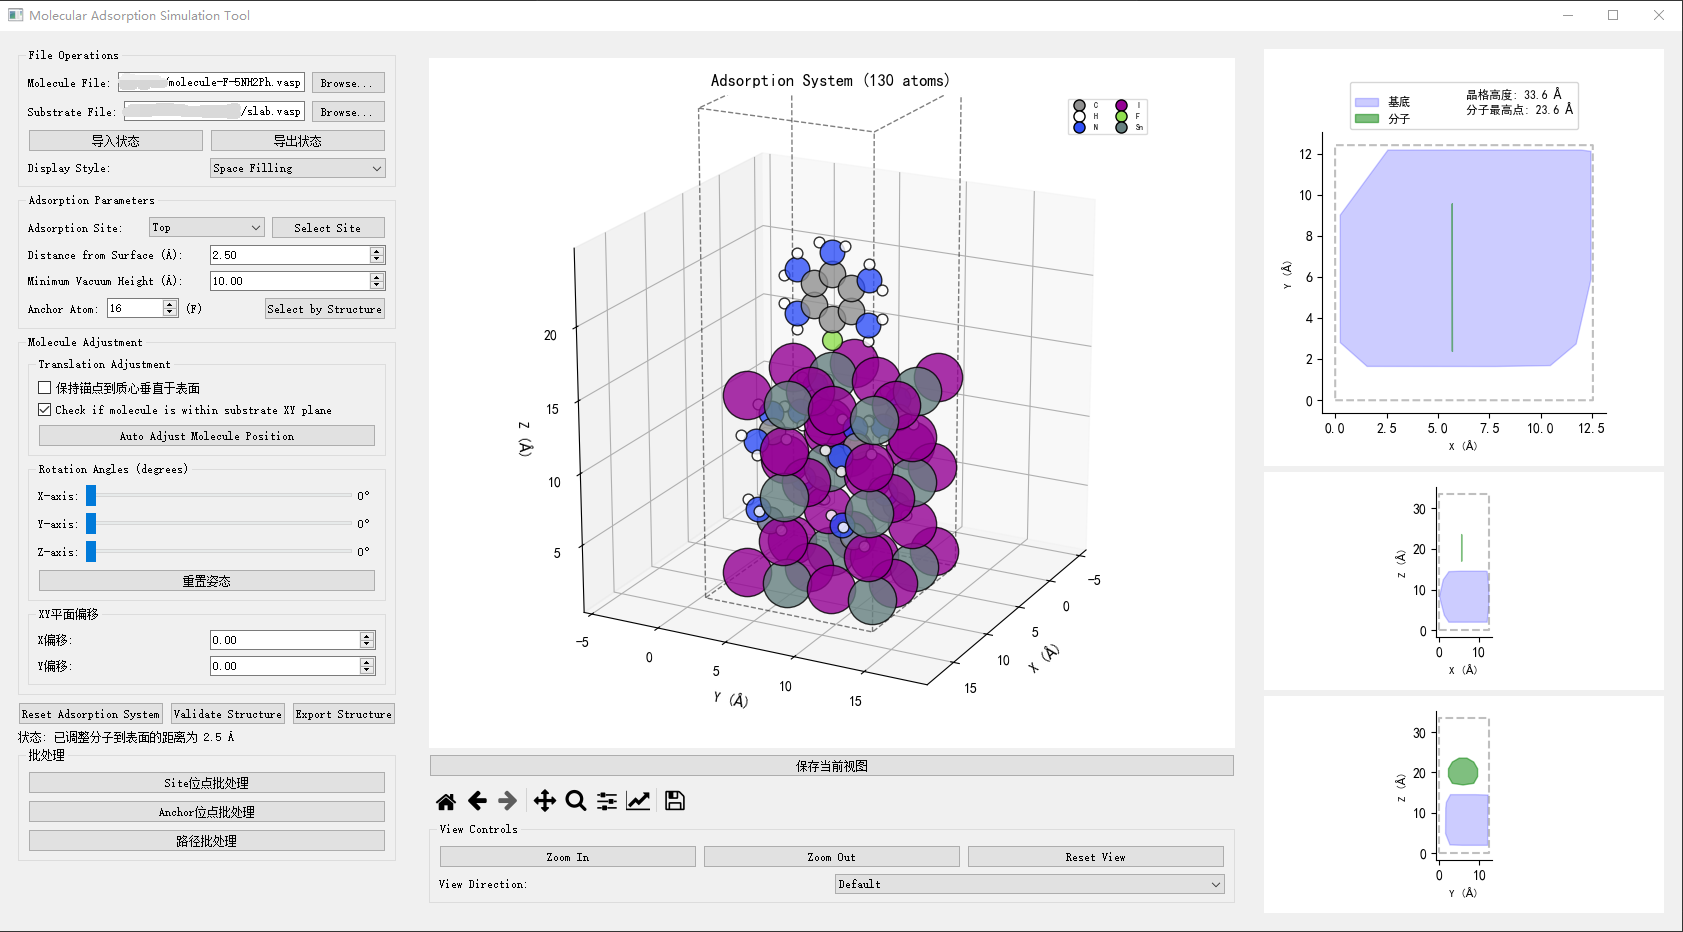 Molecular Adsorption Simulation Tool
File Operations
Molecule File: /molecule-F-5NH2Ph.vasp Browse...
Substrate File: /slab.vasp Browse...
导入状态 导出状态
Display Style: Space Filling
Adsorption Parameters
Adsorption Site: Top Select Site
Distance from Surface (Å): 2.50
Minimum Vacuum Height (Å): 10.00
Anchor Atom: 16 (F) Select by Structure
Molecule Adjustment
Translation Adjustment
保持锚点到质心垂直于表面
Check if molecule is within substrate XY plane
Auto Adjust Molecule Position
Rotation Angles (degrees)
X-axis: 0°
Y-axis: 0°
Z-axis: 0°
重置姿态
XY平面偏移
X偏移: 0.00
Y偏移: 0.00
Reset Adsorption System Validate Structure Export Structure
状态: 已调整分子到表面的距离为 2.5 Å
批处理
Site位点批处理
Anchor位点批处理
路径批处理
Adsorption System (130 atoms)
C I
H F
N Sn
20
15
10
5
Z (Å)
-5
0
5
10
15
Y (Å)
-5
0
5
10
15
X (Å)
保存当前视图
View Controls
Zoom In Zoom Out Reset View
View Direction: Default
基底
分子
晶格高度: 33.6 Å
分子最高点: 23.6 Å
12
10
8
6
4
2
0
Y (Å)
0.0 2.5 5.0 7.5 10.0 12.5
X (Å)
30
20
10
0
Z (Å)
0 10
X (Å)
30
20
10
0
Z (Å)
0 10
Y (Å)